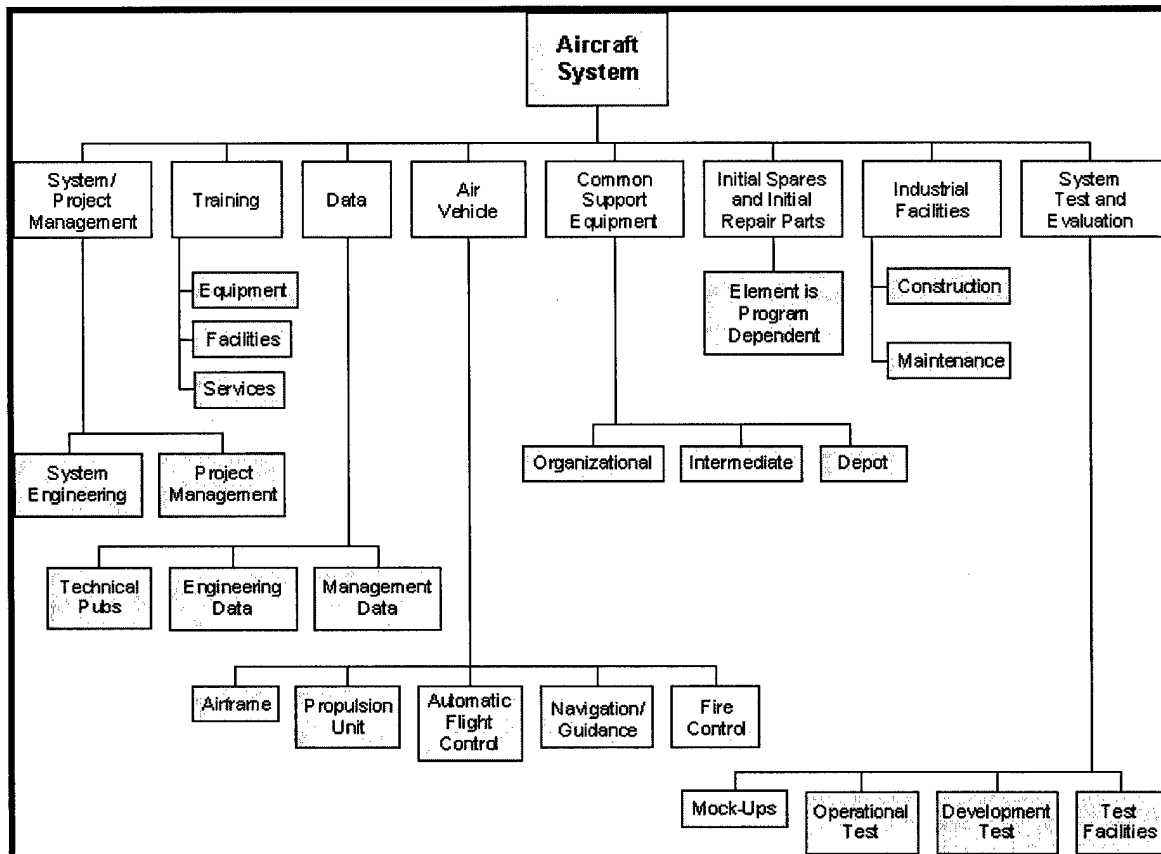 Aircraft
System
System/
Project
Management
Training
Data
Air
Vehicle
Common
Support
Equipment
Initial Spares
and Initial
Repair Parts
Industrial
Facilities
System
Test and
Evaluation
Equipment
Facilities
Services
Element is
Program
Dependent
Construction
Maintenance
System
Engineering
Project
Management
Organizational
Intermediate
Depot
Technical
Pubs
Engineering
Data
Management
Data
Airframe
Propulsion
Unit
Automatic
Flight
Control
Navigation/
Guidance
Fire
Control
Mock-Ups
Operational
Test
Development
Test
Test
Facilities